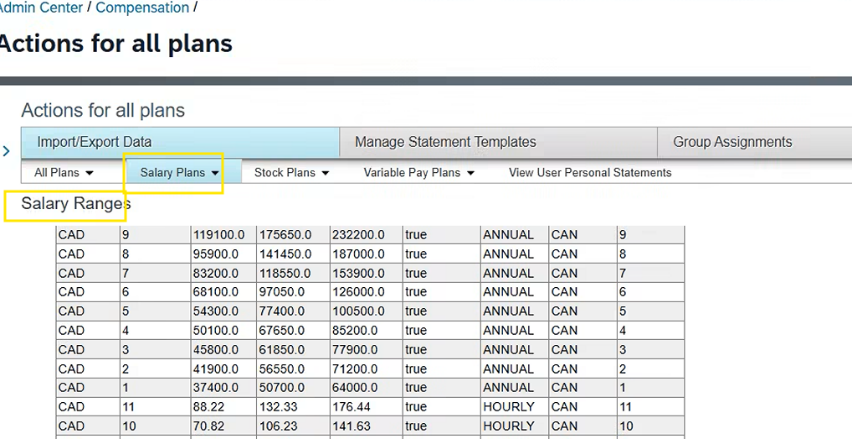 Admin Center / Compensation /
Actions for all plans
Actions for all plans
Import/Export Data Manage Statement Templates Group Assignments
All Plans Salary Plans Stock Plans Variable Pay Plans View User Personal Statements
Salary Ranges
CAD 9 119100.0 175650.0 232200.0 true ANNUAL CAN 9
CAD 8 95900.0 141450.0 187000.0 true ANNUAL CAN 8
CAD 7 83200.0 118550.0 153900.0 true ANNUAL CAN 7
CAD 6 68100.0 97050.0 126000.0 true ANNUAL CAN 6
CAD 5 54300.0 77400.0 100500.0 true ANNUAL CAN 5
CAD 4 50100.0 67650.0 85200.0 true ANNUAL CAN 4
CAD 3 45800.0 61850.0 77900.0 true ANNUAL CAN 3
CAD 2 41900.0 56550.0 71200.0 true ANNUAL CAN 2
CAD 1 37400.0 50700.0 64000.0 true ANNUAL CAN 1
CAD 11 88.22 132.33 176.44 true HOURLY CAN 11
CAD 10 70.82 106.23 141.63 true HOURLY CAN 10